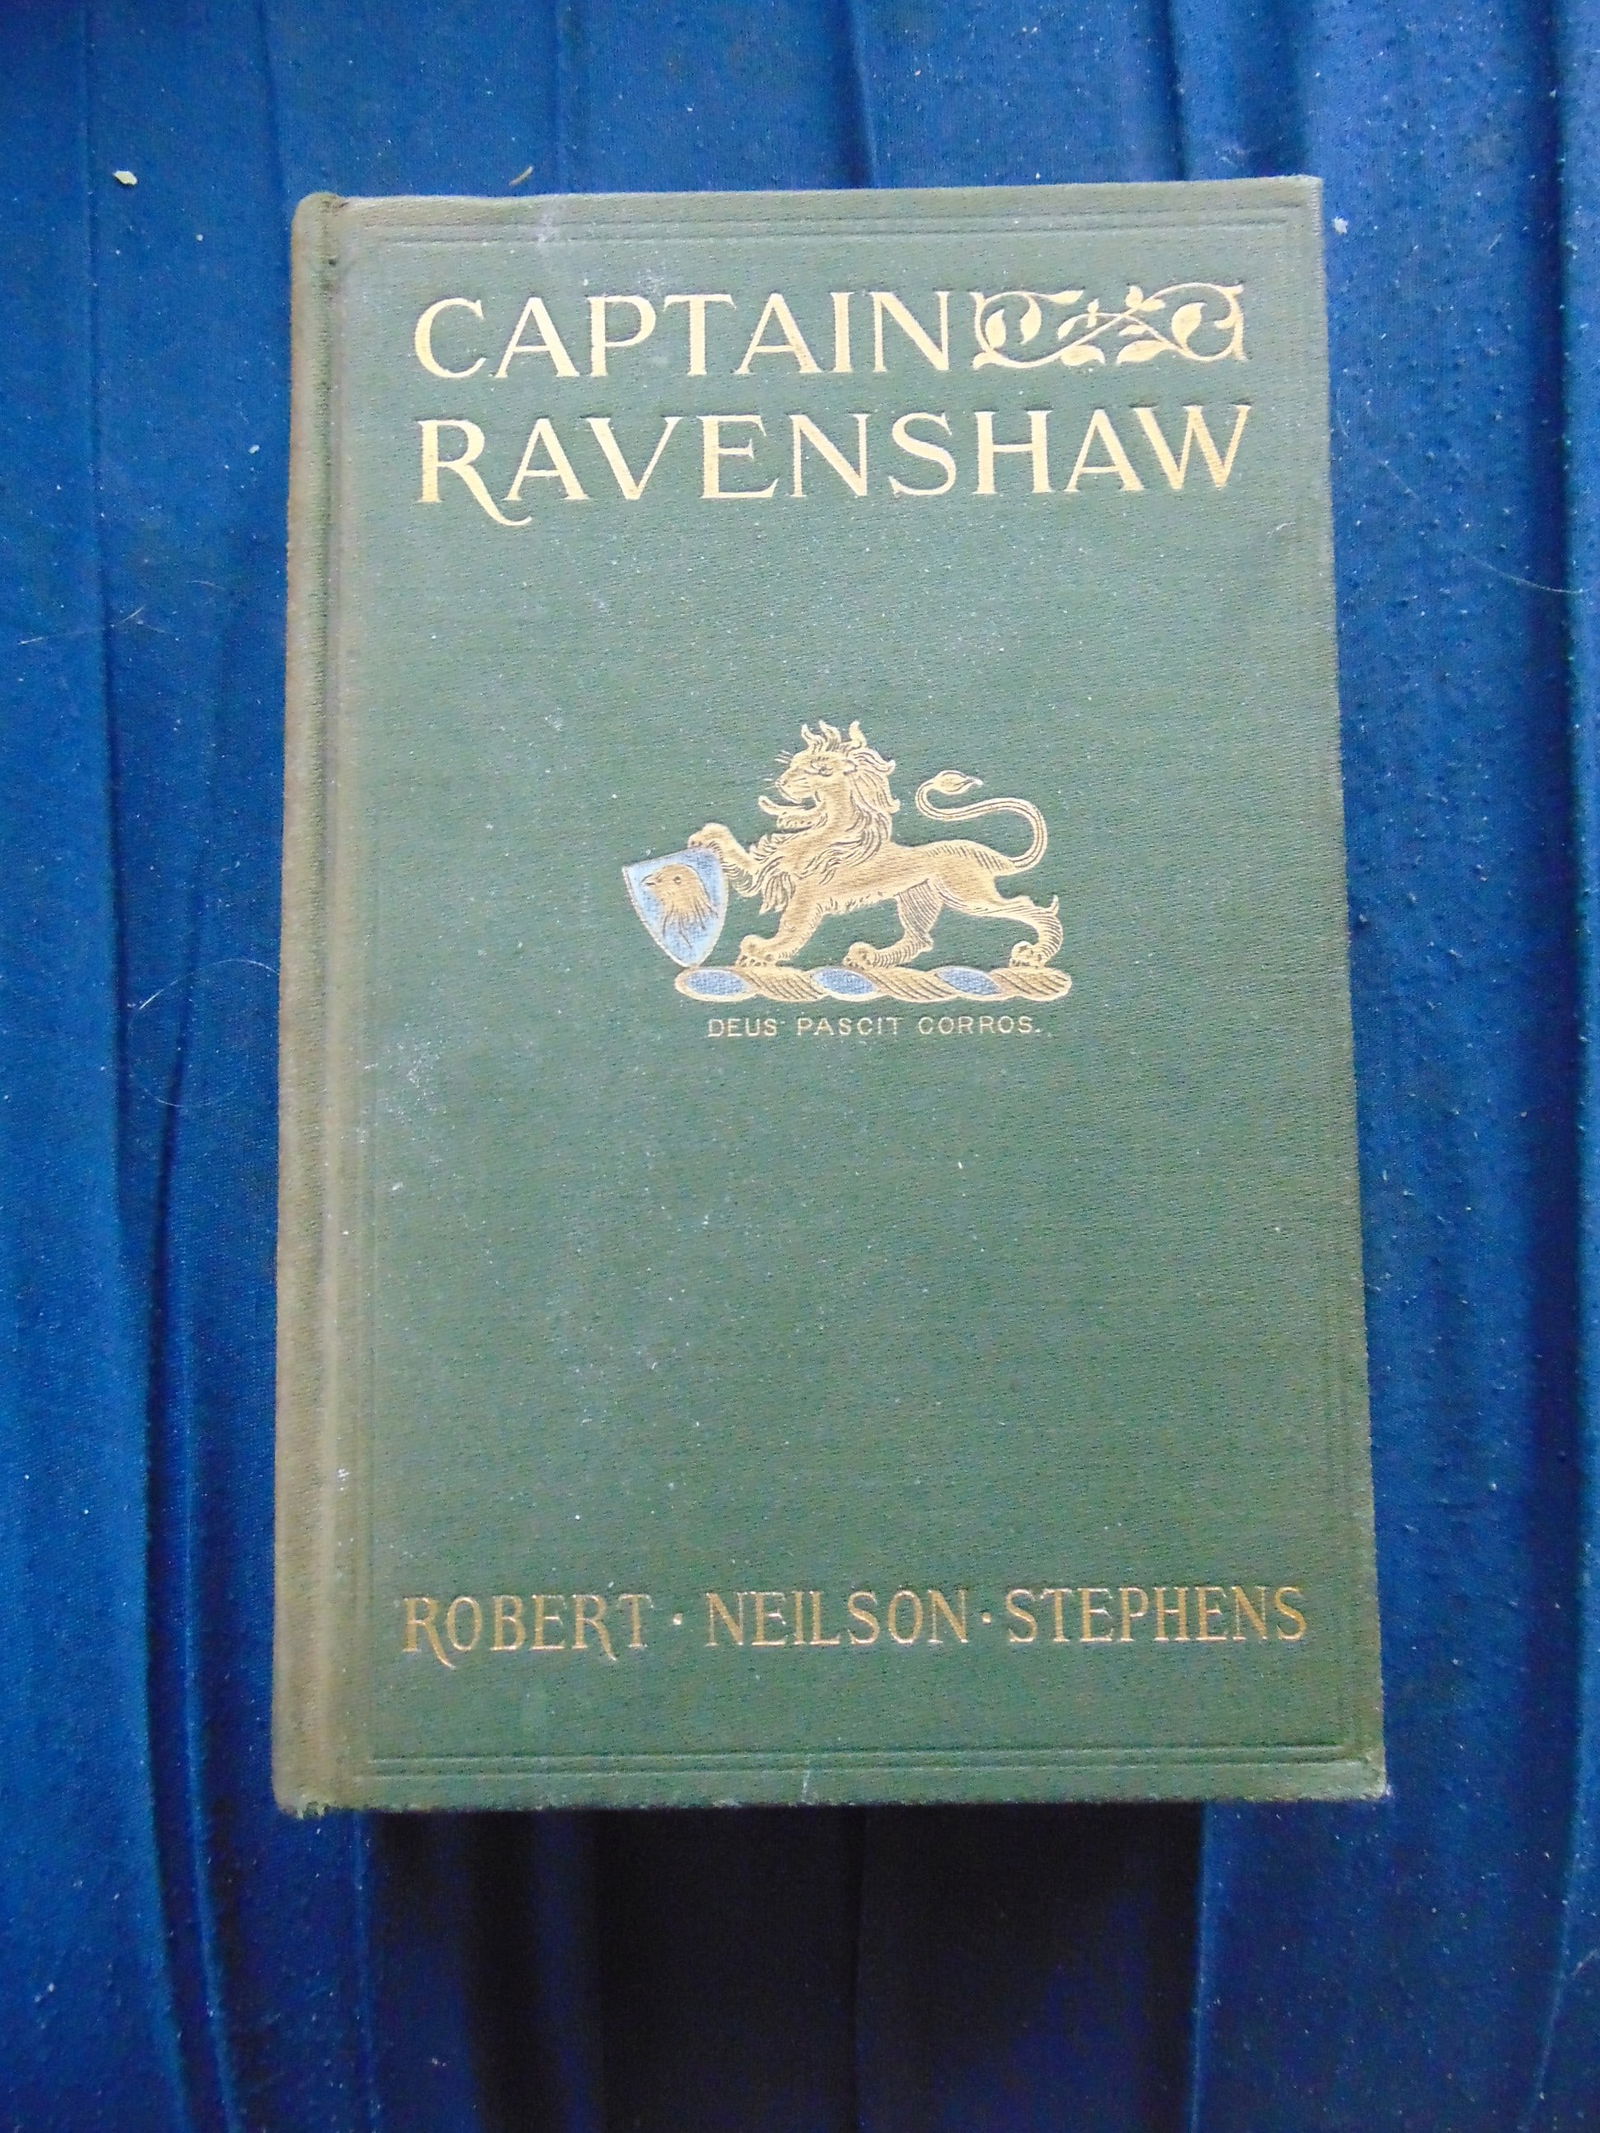 CAPTAIN
RAVENSHAW
DEUS PASCIT CORROS.
ROBERT · NEILSON · STEPHENS